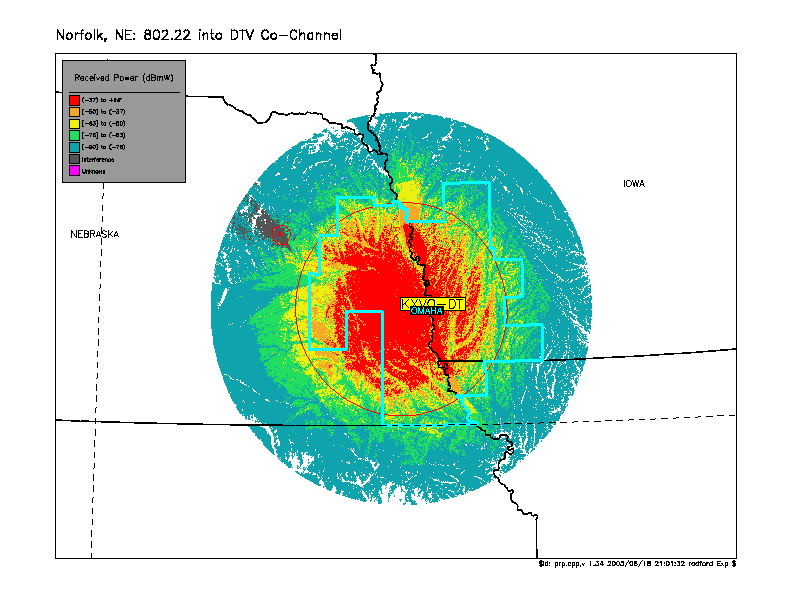 Norfolk, NE: 802.22 into DTV Co-Channel
Received Power (dBmW)
[-37) to +INF
[-50) to (-37)
[-63) to (-50)
[-76) to (-63)
[-90) to (-76)
Interference
Unknown
IOWA
NEBRASKA
KXVO-DT
OMAHA
$Id: prp.cpp,v 1.34 2005/08/18 21:01:32 radford Exp $